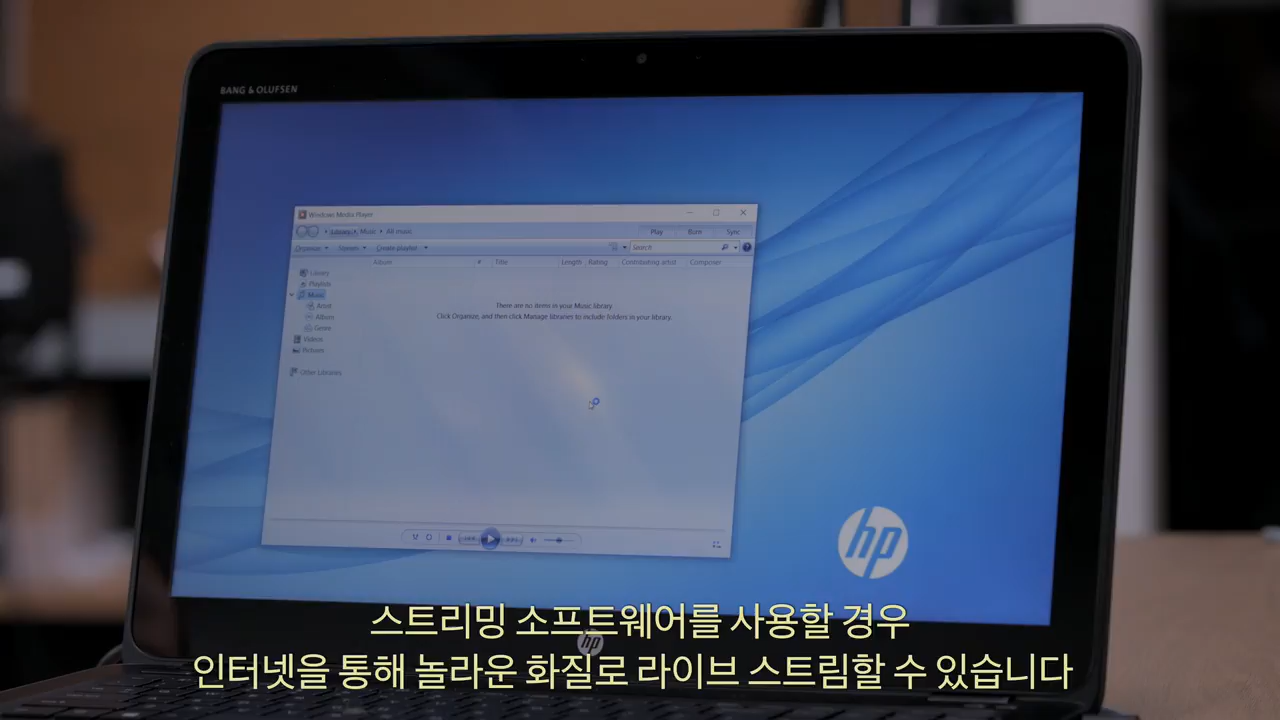 BANG & OLUFSEN
Windows Media Player
Library Music All music
Play Burn Sync
Organize Stream Create playlist Search
Album Title Length Rating Contributing artist Composer
Library
Playlists
Music
Artist
Album
Genre
Videos
Pictures
Other Libraries
There are no items in your Music library.
Click Organize, and then click Manage libraries to include folders in your library.
hp
스트리밍 소프트웨어를 사용할 경우
hp
인터넷을 통해 놀라운 화질로 라이브 스트림할 수 있습니다